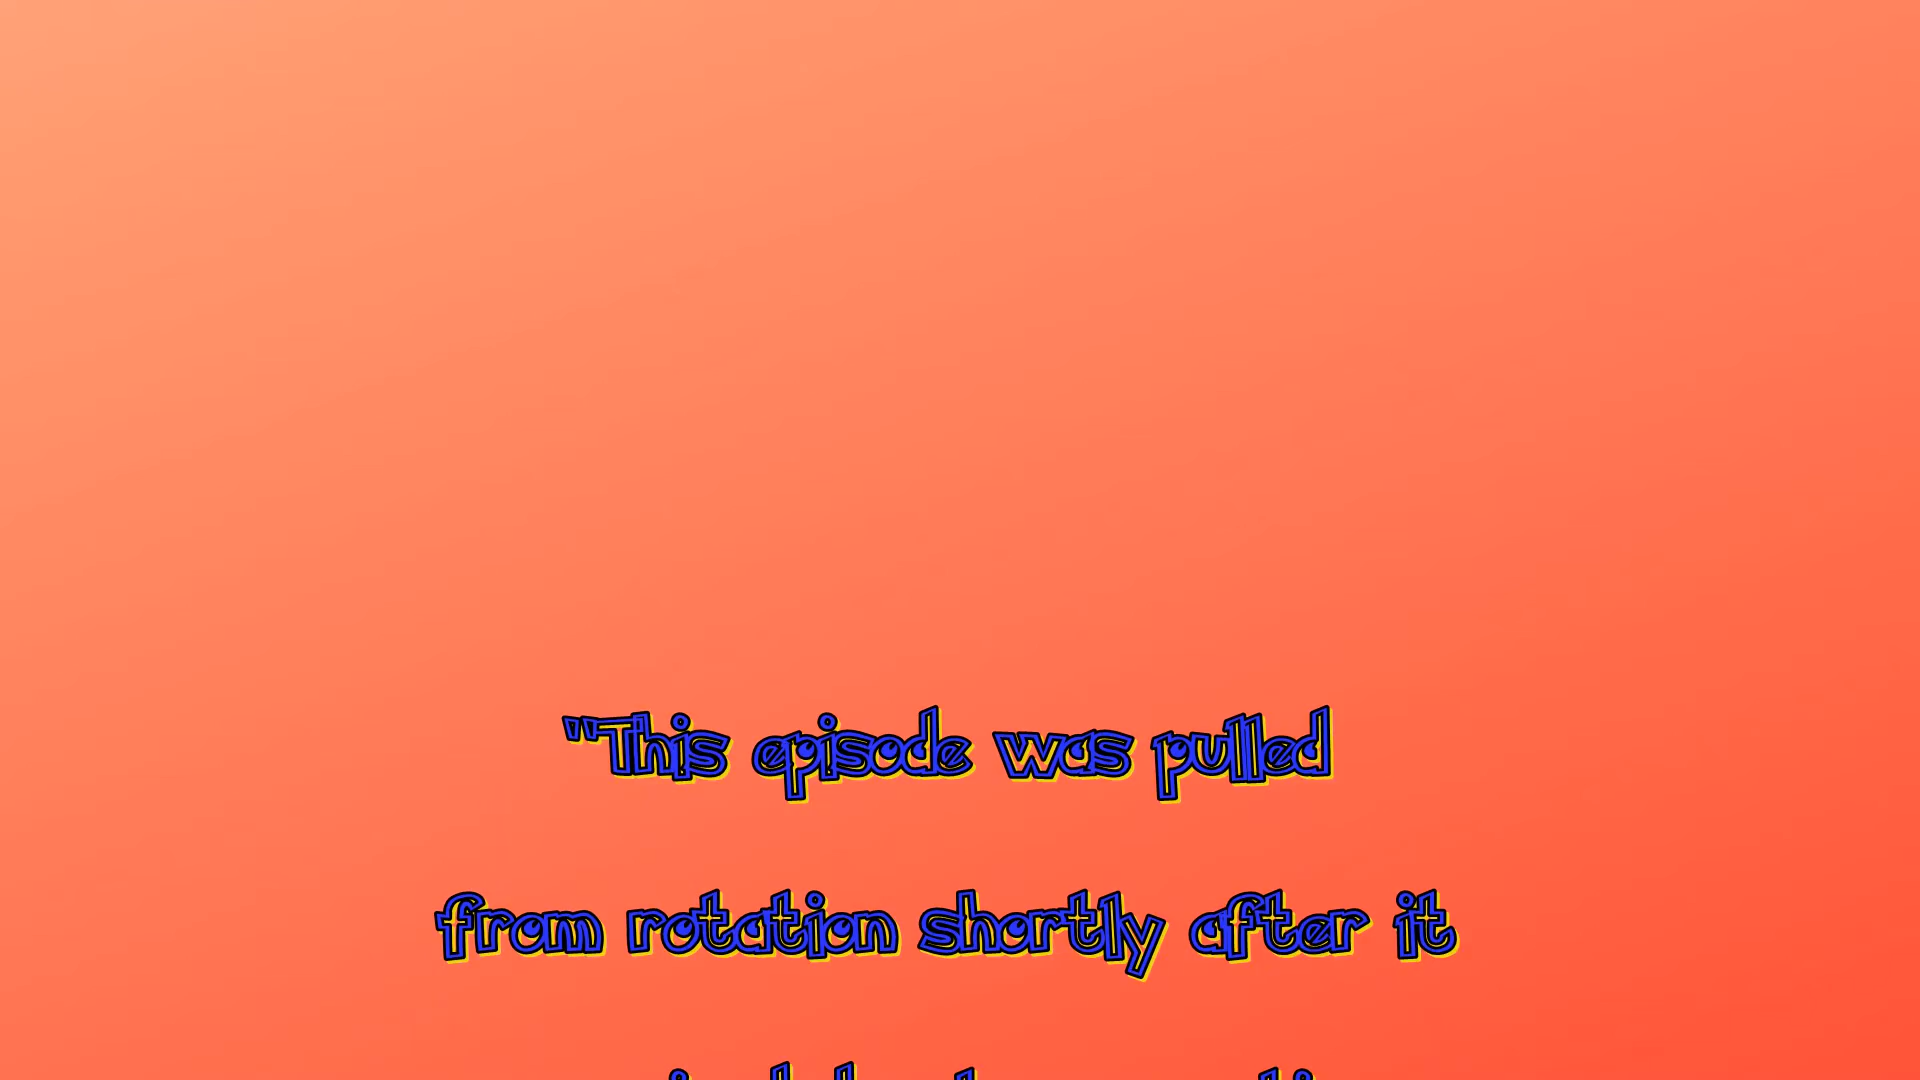 "This episode was pulled
from rotation shortly after it